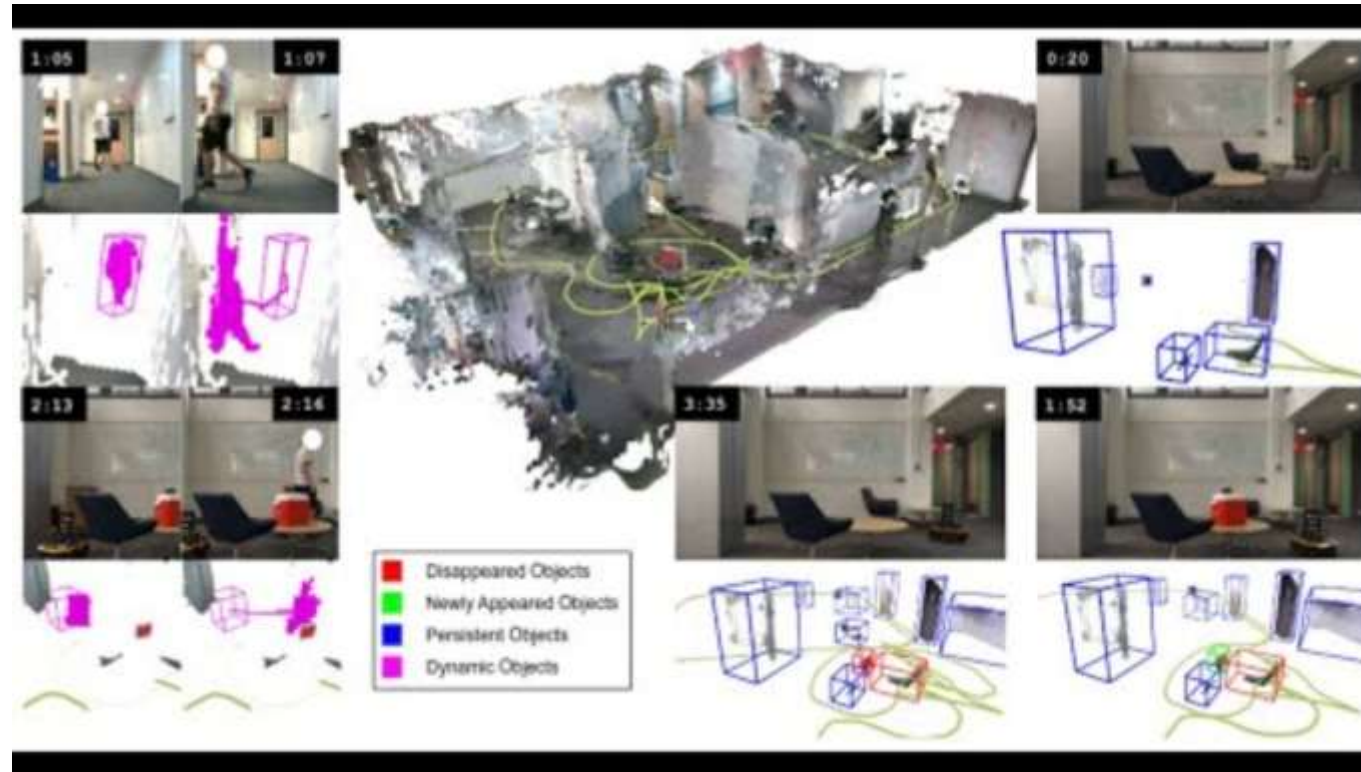 1:05
1:07
0:20
2:13
2:16
3:35
1:52
Disappeared Objects
Newly Appeared Objects
Persistent Objects
Dynamic Objects